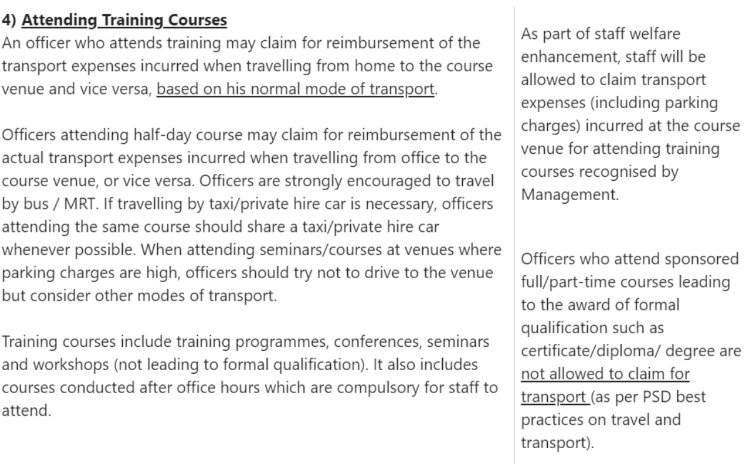 4) Attending Training Courses
An officer who attends training may claim for reimbursement of the
transport expenses incurred when travelling from home to the course
venue and vice versa, based on his normal mode of transport.
Officers attending half-day course may claim for reimbursement of the
actual transport expenses incurred when travelling from office to the
course venue, or vice versa. Officers are strongly encouraged to travel
by bus / MRT. If travelling by taxi/private hire car is necessary, officers
attending the same course should share a taxi/private hire car
whenever possible. When attending seminars/courses at venues where
parking charges are high, officers should try not to drive to the venue
but consider other modes of transport.
Training courses include training programmes, conferences, seminars
and workshops (not leading to formal qualification). It also includes
courses conducted after office hours which are compulsory for staff to
attend.
As part of staff welfare
enhancement, staff will be
allowed to claim transport
expenses (including parking
charges) incurred at the course
venue for attending training
courses recognised by
Management.
Officers who attend sponsored
full/part-time courses leading
to the award of formal
qualification such as
certificate/diploma/ degree are
not allowed to claim for
transport (as per PSD best
practices on travel and
transport).